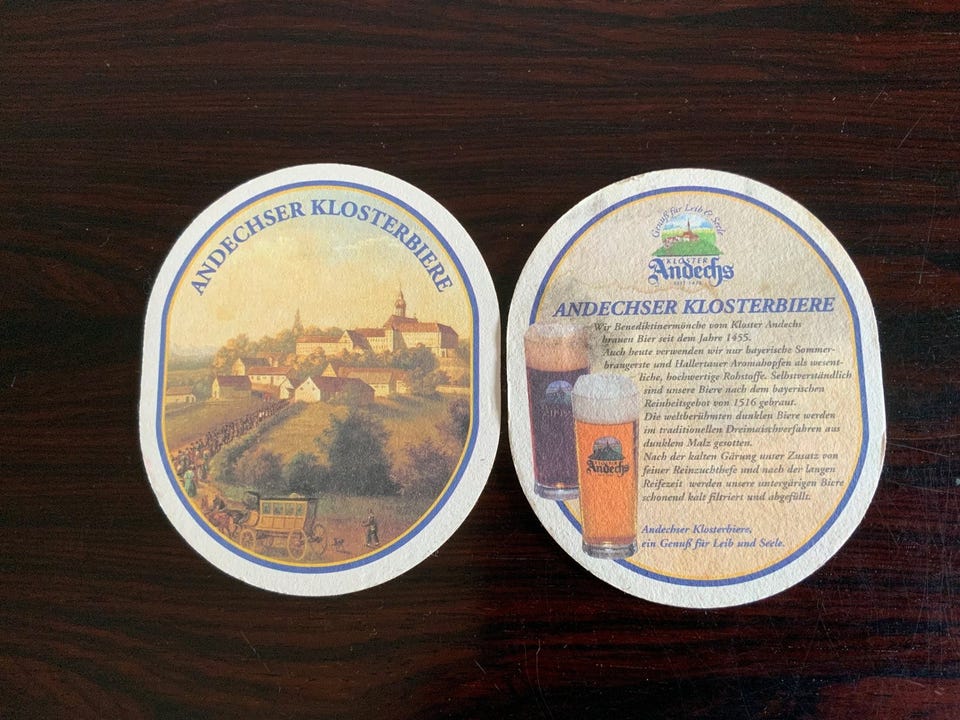 ANDECHSER KLOSTERBIERE
Genuß für Leib & Seele
KLOSTER
Andechs
SEIT 1455
ANDECHSER KLOSTERBIERE
Wir Benediktinermönche vom Kloster Andechs
brauen Bier seit dem Jahre 1455.
Auch heute verwenden wir nur bayerische Sommer-
braugerste und Hallertauer Aromahopfen als wesent-
liche, hochwertige Rohstoffe. Selbstverständlich
sind unsere Biere nach dem bayerischen
Reinheitsgebot von 1516 gebraut.
Die weltberühmten dunklen Biere werden
im traditionellen Dreimaischverfahren aus
dunklem Malz gesotten.
Nach der kalten Gärung unter Zusatz von
feiner Reinzuchthefe und nach der langen
Reifezeit werden unsere untergärigen Biere
schonend kalt filtriert und abgefüllt.
KLOSTER
Andechs
Andechser Klosterbiere,
ein Genuß für Leib und Seele.